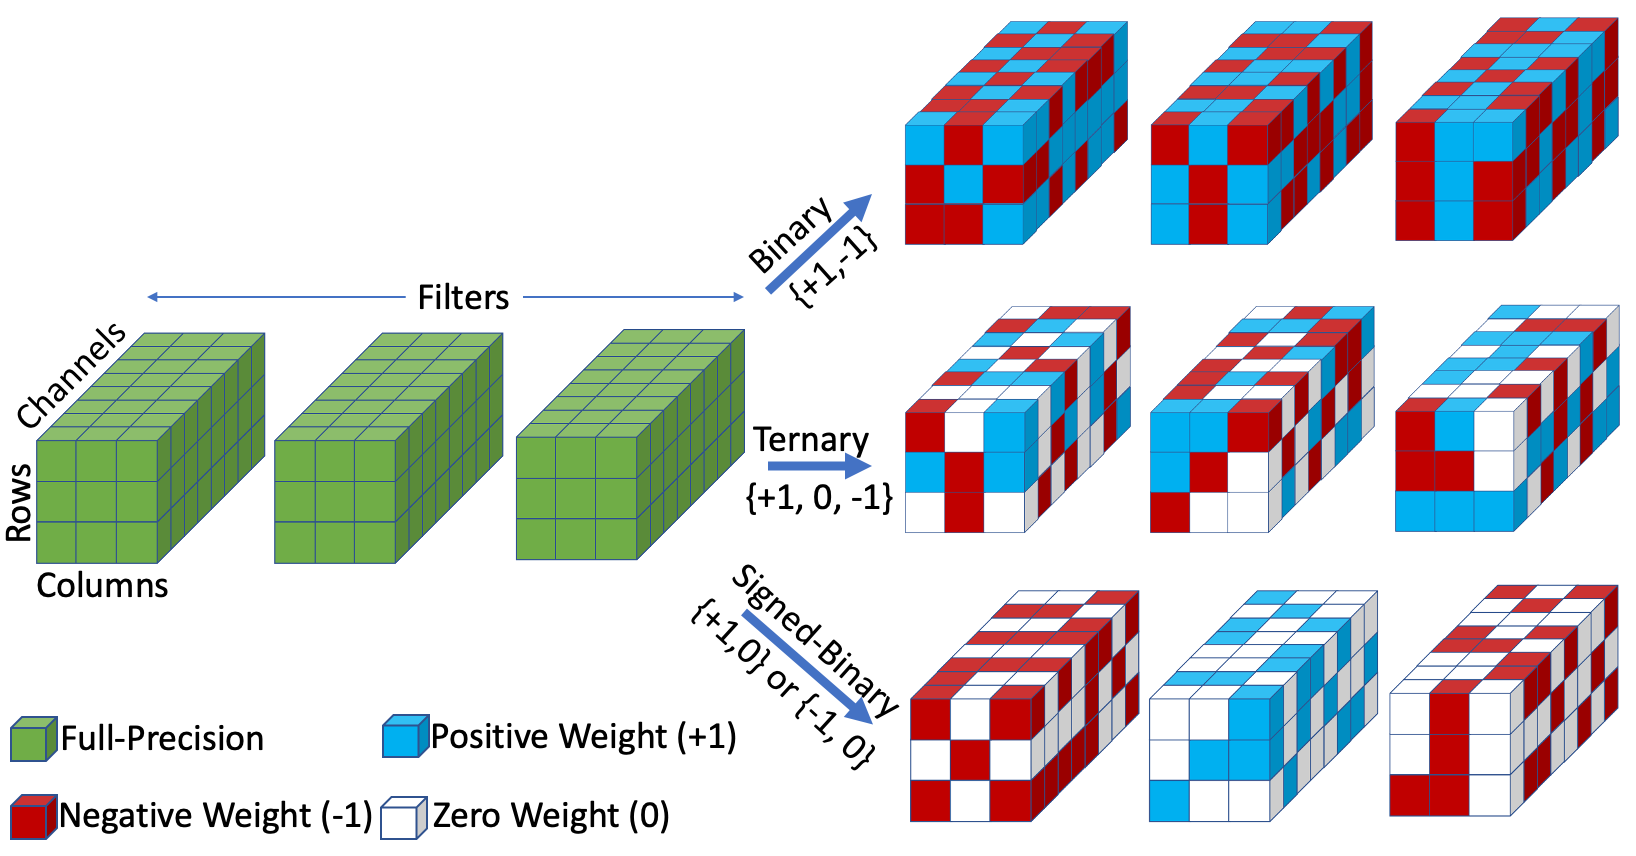 Binary
{+1,-1}
Filters
Channels
Rows
Columns
Ternary
{+1, 0, -1}
Signed-Binary
{+1,0} or {-1, 0}
Full-Precision
Positive Weight (+1)
Negative Weight (-1)
Zero Weight (0)